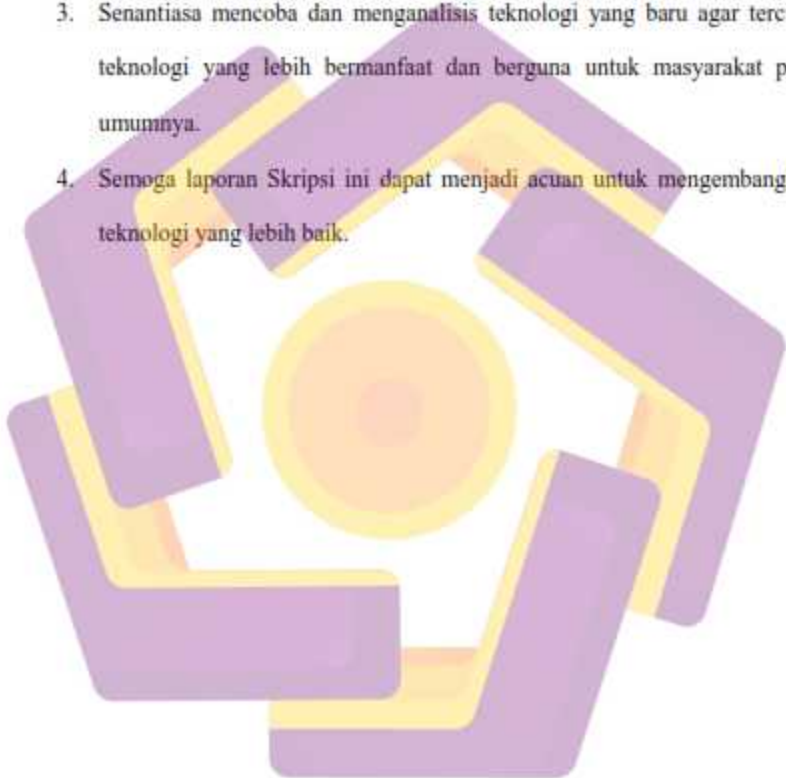 3. Senantiasa mencoba dan menganalisis teknologi yang baru agar terc
teknologi yang lebih bermanfaat dan berguna untuk masyarakat p
umumnya.
4. Semoga laporan Skripsi ini dapat menjadi acuan untuk mengembang
teknologi yang lebih baik.